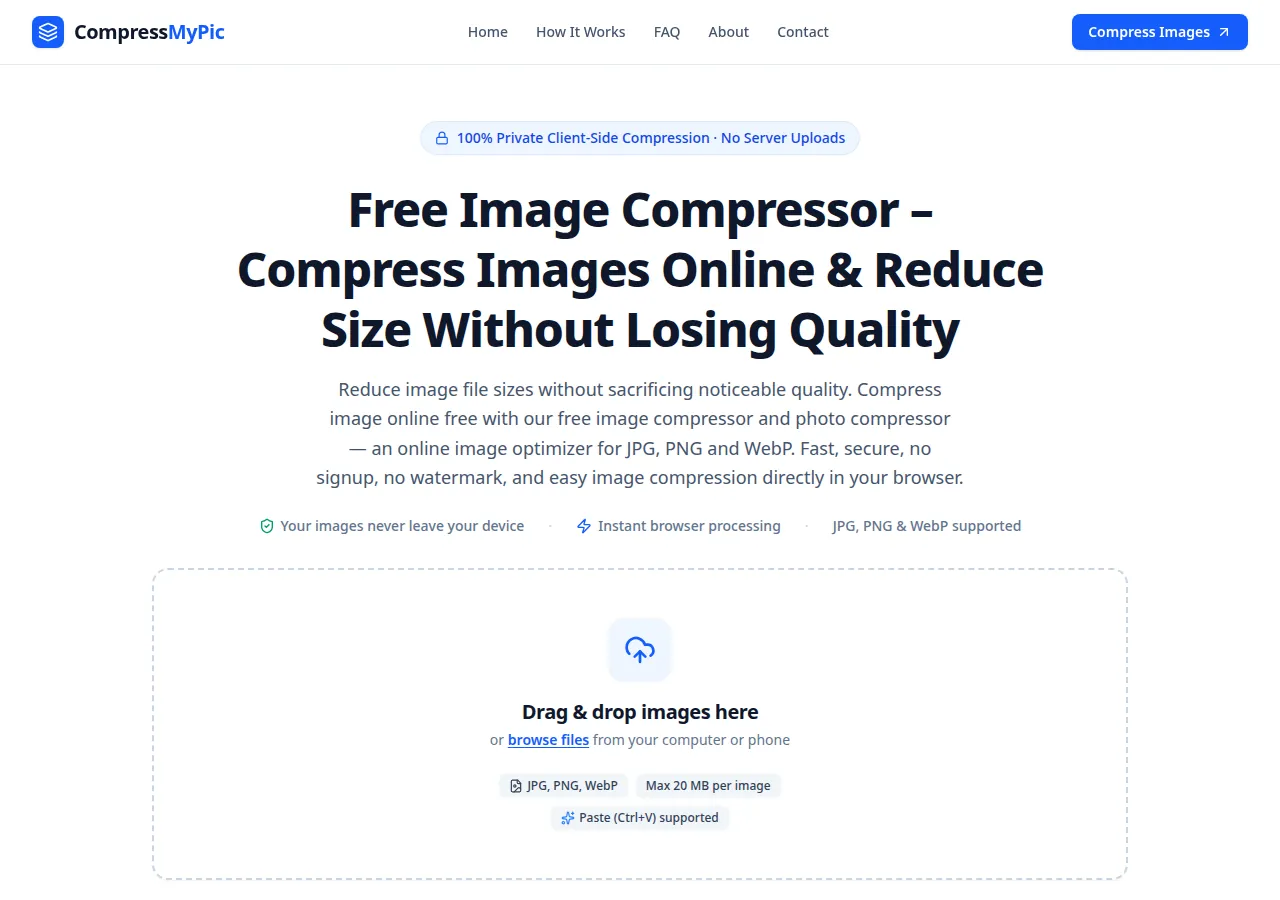 CompressMyPic
Home
How It Works
FAQ
About
Contact
Compress Images
100% Private Client-Side Compression · No Server Uploads
Free Image Compressor –
Compress Images Online & Reduce
Size Without Losing Quality
Reduce image file sizes without sacrificing noticeable quality. Compress
image online free with our free image compressor and photo compressor
— an online image optimizer for JPG, PNG and WebP. Fast, secure, no
signup, no watermark, and easy image compression directly in your browser.
Your images never leave your device · Instant browser processing · JPG, PNG & WebP supported
Drag & drop images here
or browse files from your computer or phone
JPG, PNG, WebP
Max 20 MB per image
Paste (Ctrl+V) supported